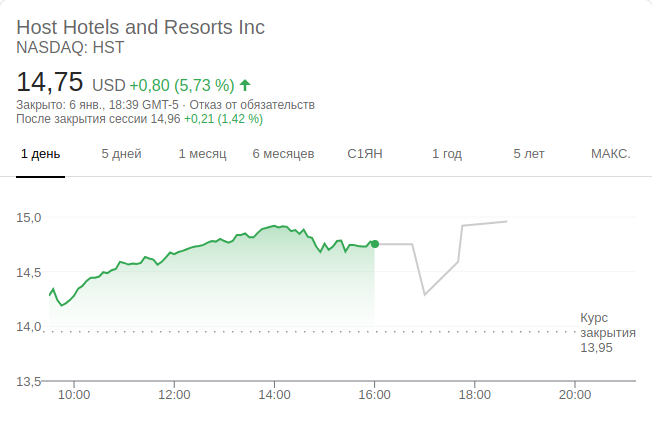 Host Hotels and Resorts Inc
NASDAQ: HST
14,75 USD +0,80 (5,73 %)
Закрыто: 6 янв., 18:39 GMT-5 · Отказ от обязательств
После закрытия сессии 14,96 +0,21 (1,42 %)
1 день 5 дней 1 месяц 6 месяцев С1ЯН 1 год 5 лет МАКС.
15,0
14,5
14,0
Курс
закрытия
13,95
13,5
10:00 12:00 14:00 16:00 18:00 20:00